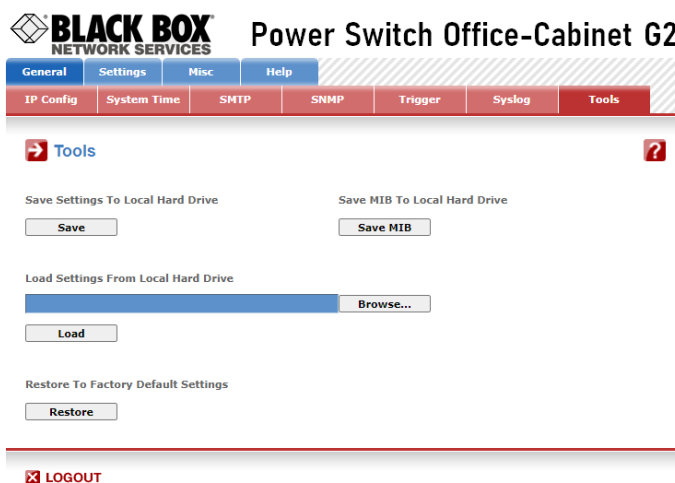 BLACK BOX®
NETWORK SERVICES
Power Switch Office-Cabinet G2
General Settings Misc Help
IP Config System Time SMTP SNMP Trigger Syslog Tools
Tools
?
Save Settings To Local Hard Drive Save MIB To Local Hard Drive
Save Save MIB
Load Settings From Local Hard Drive
Browse...
Load
Restore To Factory Default Settings
Restore
LOGOUT